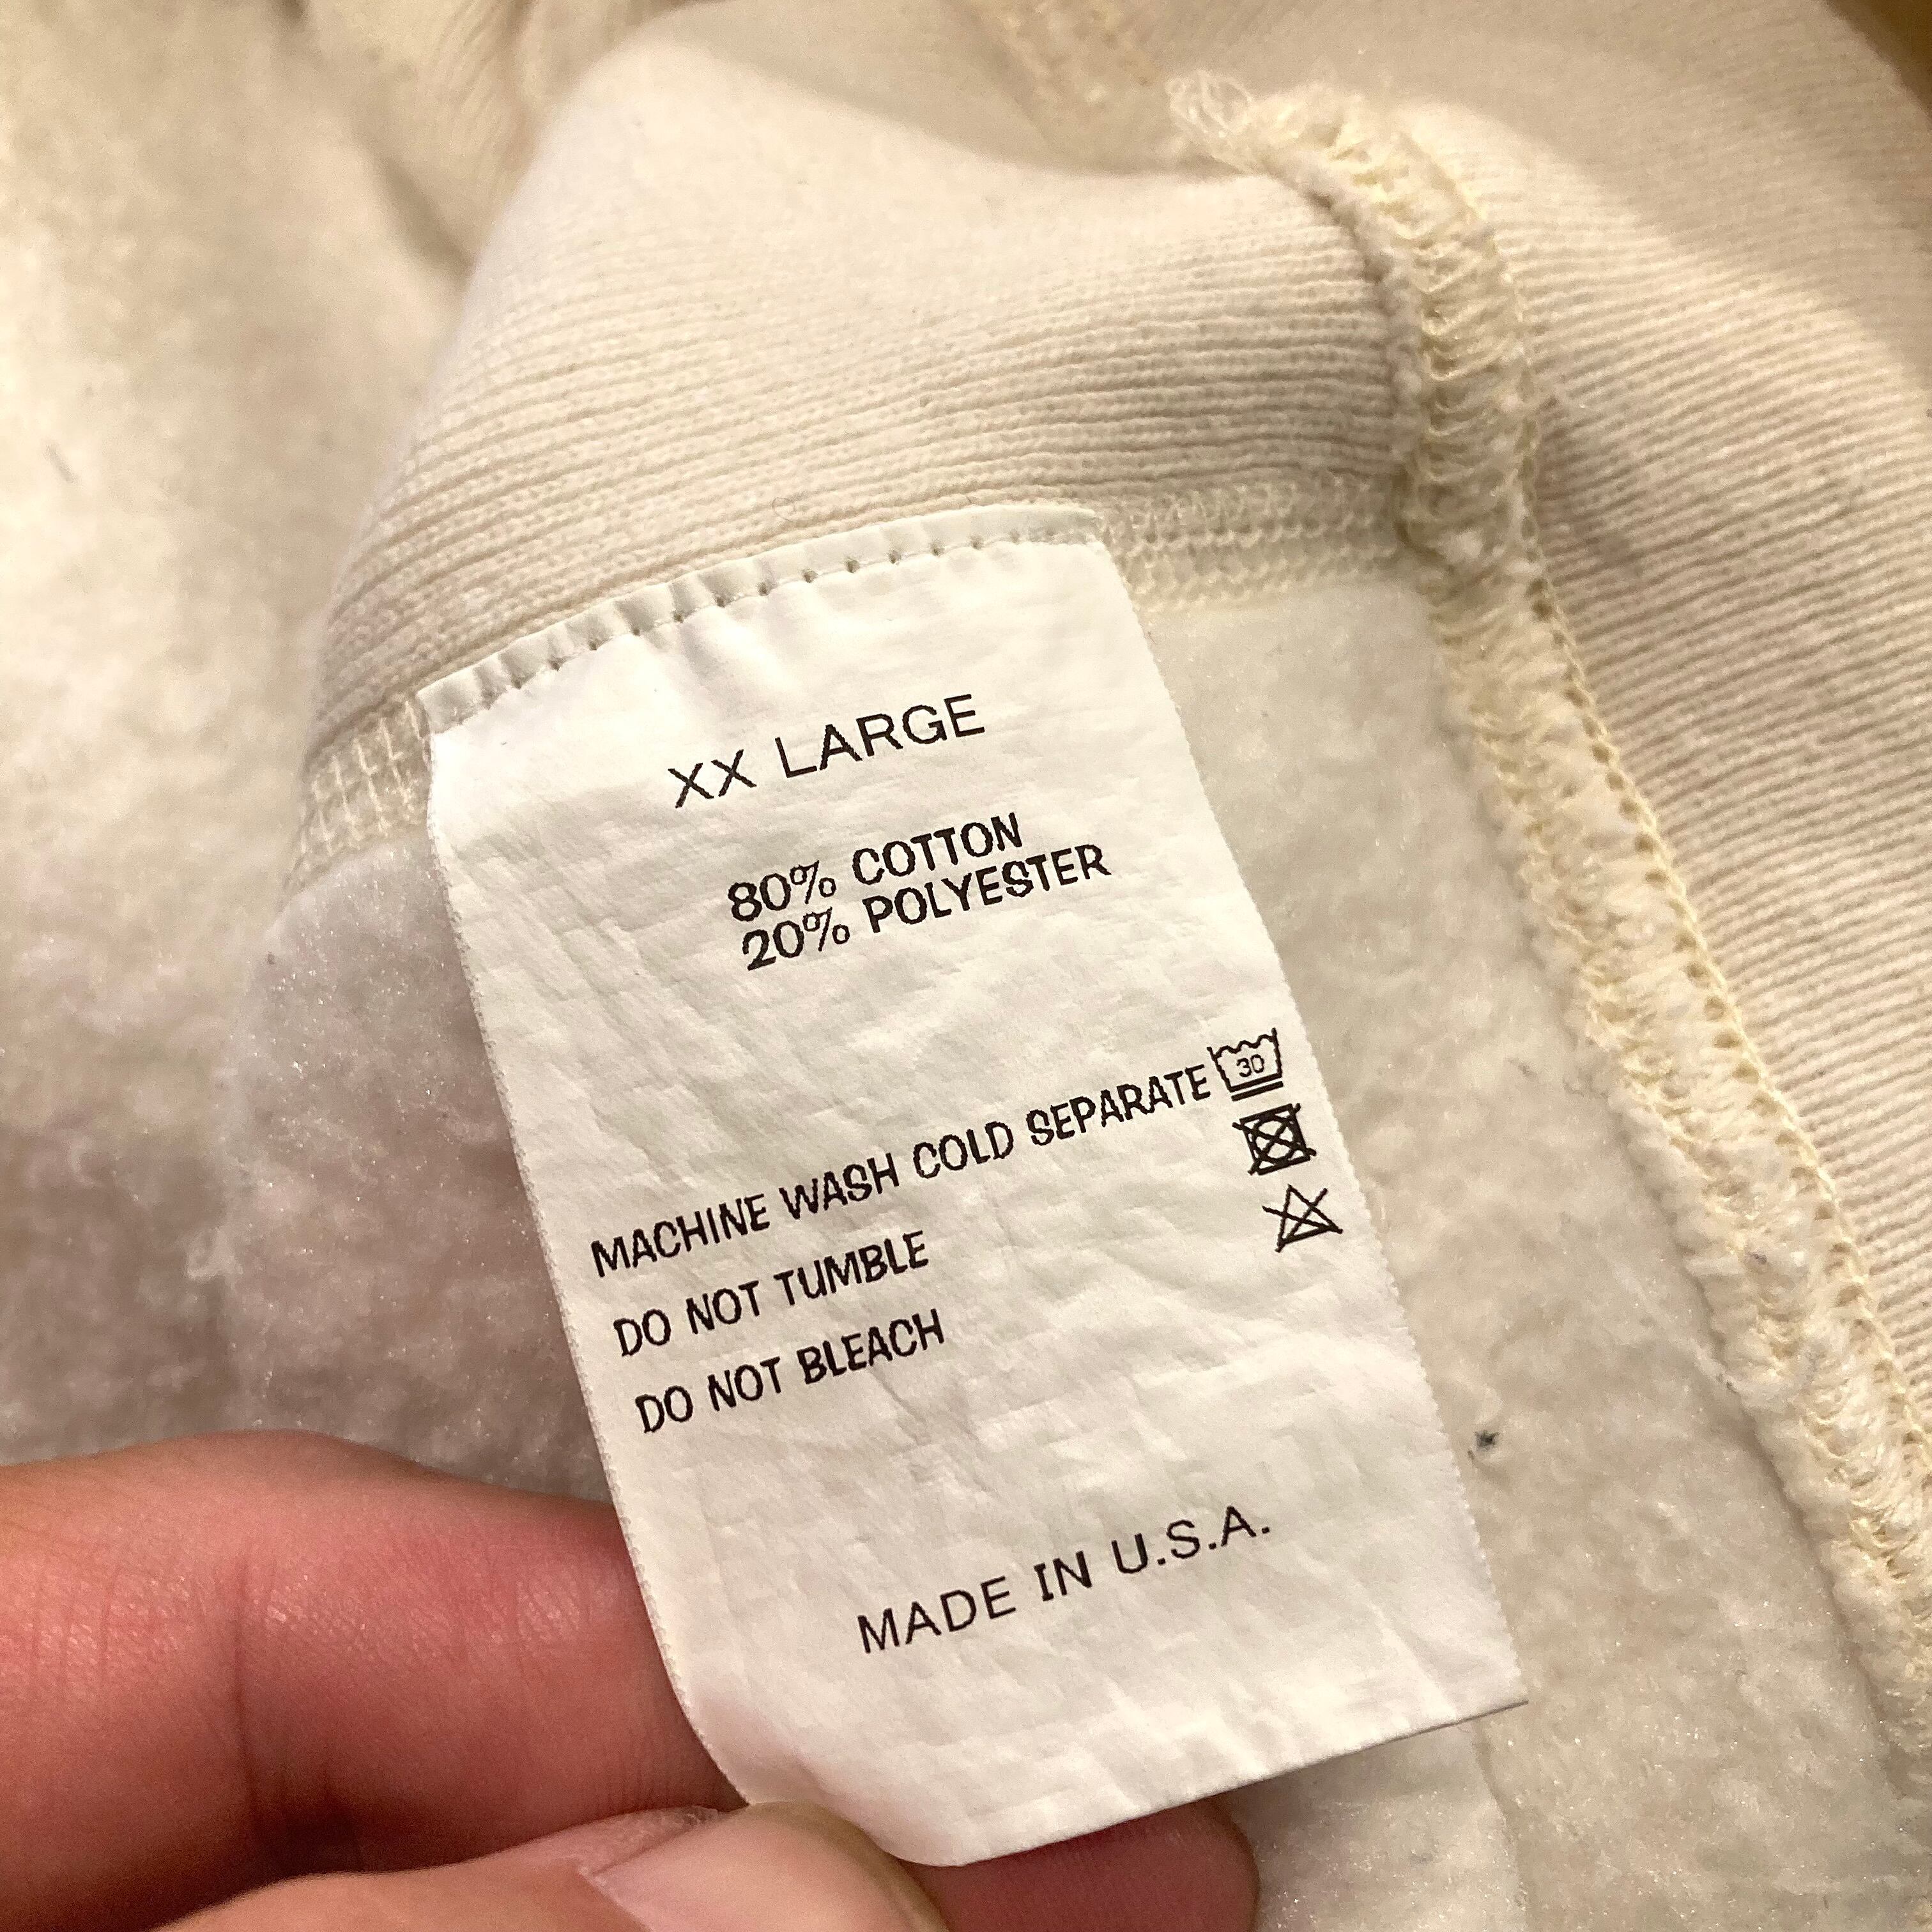 XX LARGE
80% COTTON
20% POLYESTER
MACHINE WASH COLD SEPARATE 30
DO NOT TUMBLE
DO NOT BLEACH
MADE IN U.S.A.